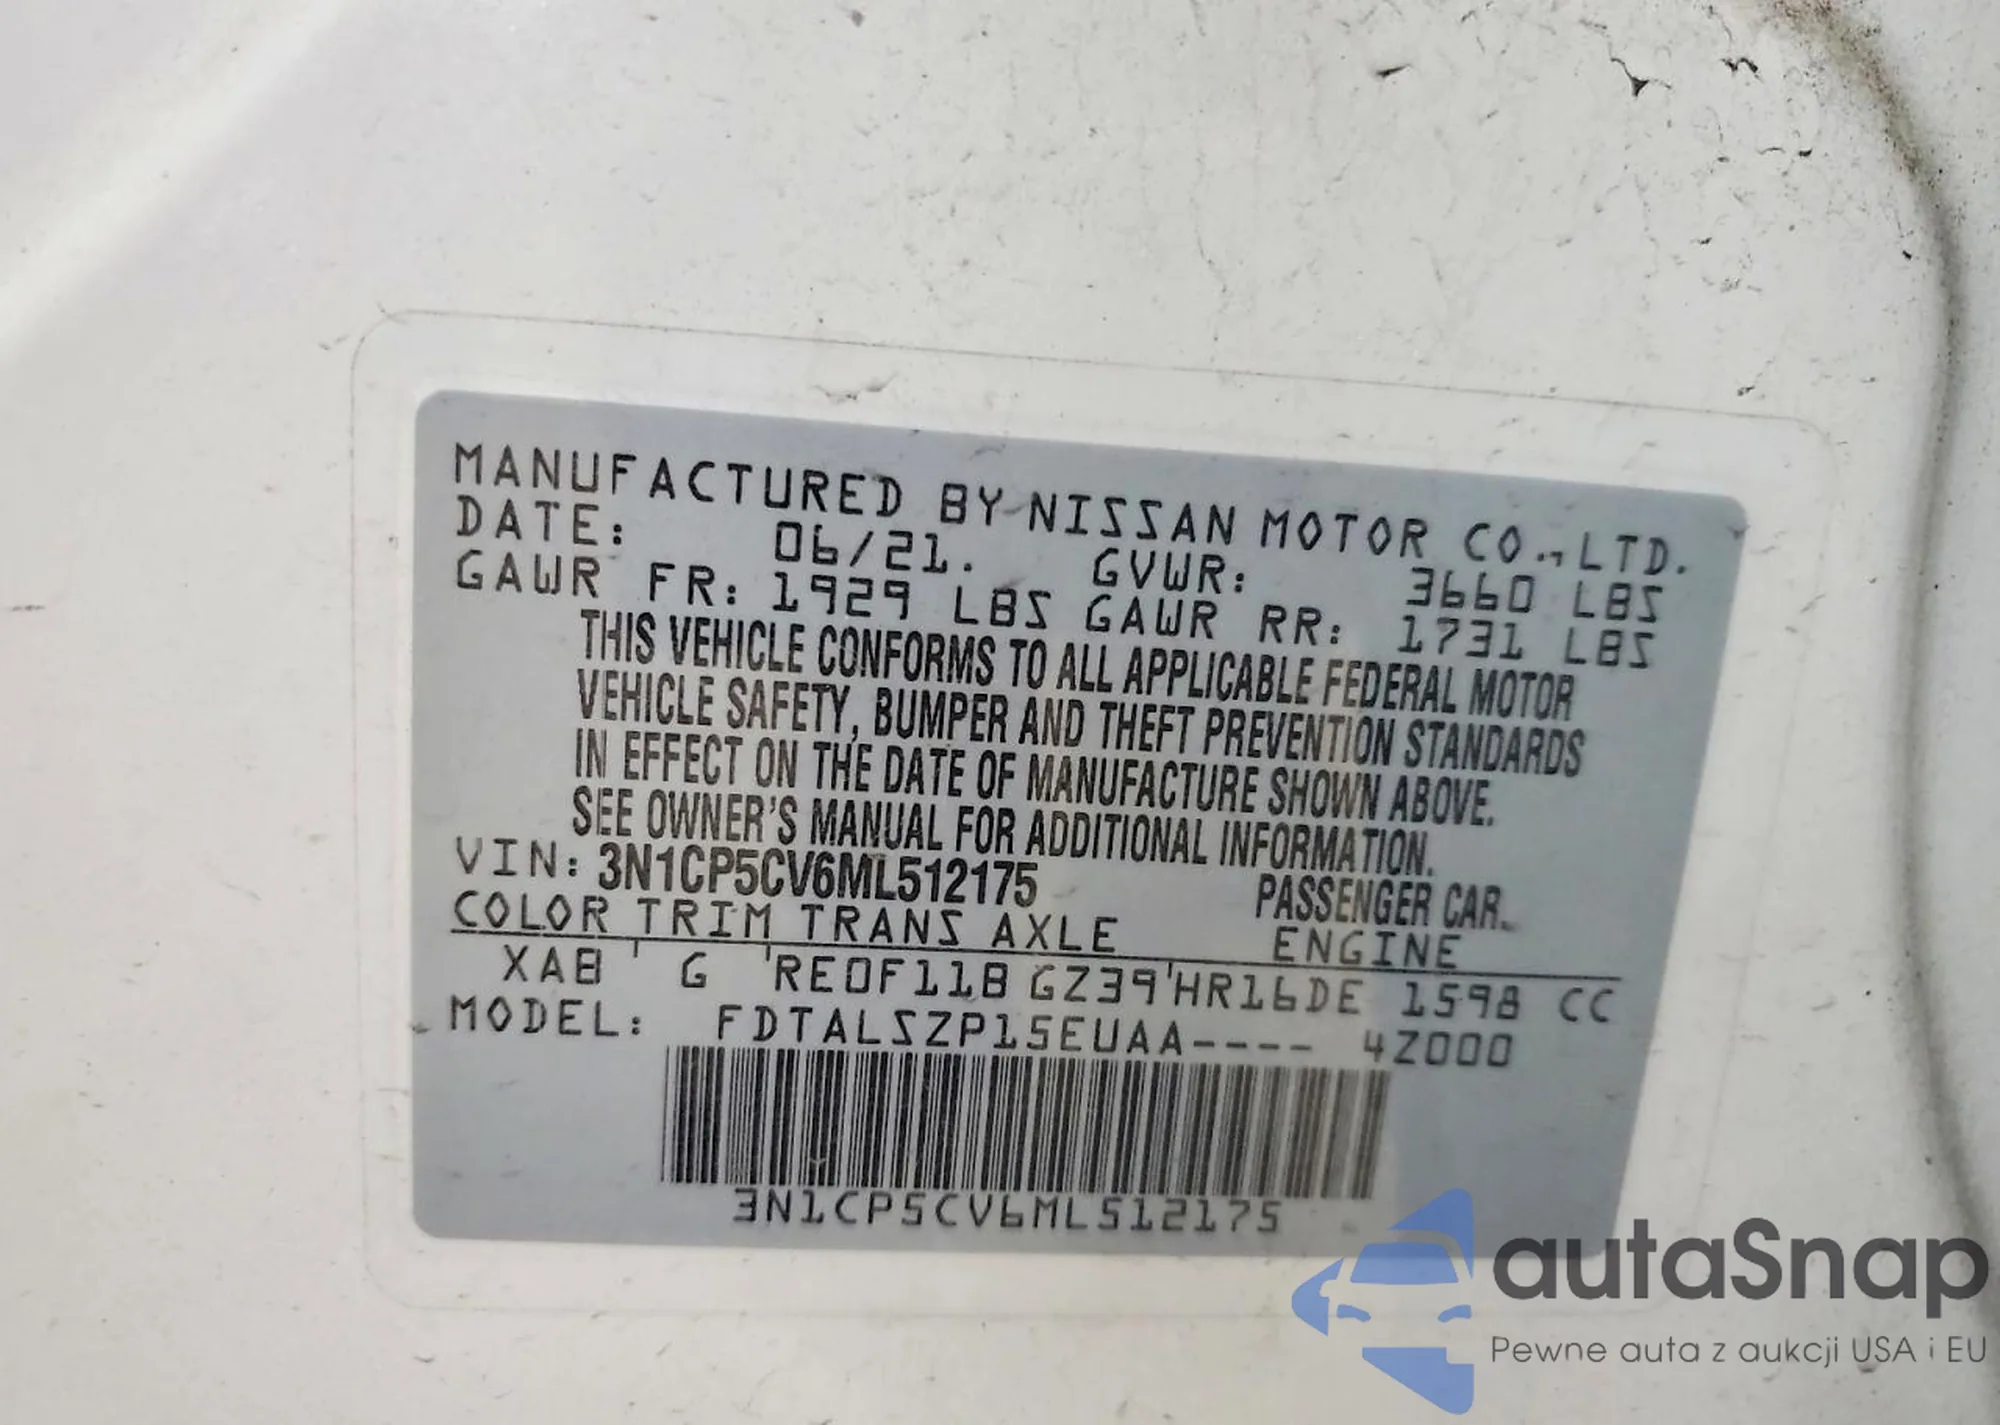 MANUFACTURED BY NISSAN MOTOR CO., LTD.
DATE: 06/21. GVWR: 3660 LBS
GAWR FR: 1929 LBS GAWR RR: 1731 LBS
THIS VEHICLE CONFORMS TO ALL APPLICABLE FEDERAL MOTOR
VEHICLE SAFETY, BUMPER AND THEFT PREVENTION STANDARDS
IN EFFECT ON THE DATE OF MANUFACTURE SHOWN ABOVE.
SEE OWNER'S MANUAL FOR ADDITIONAL INFORMATION.
VIN: 3N1CP5CV6ML512175 PASSENGER CAR.
COLOR TRIM TRANS AXLE ENGINE
XAB G RE0F11B GZ39 HR16DE 1598 CC
MODEL: FDTALSZP15EUAA---- 4Z000
3N1CP5CV6ML512175
autaSnap
Pewne auta z aukcji USA i EU